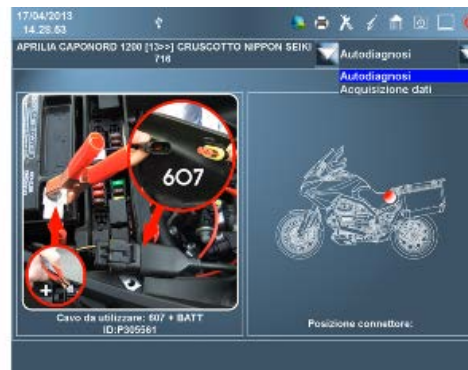 17/04/2013
14.28.53
APRILIA CAPONORD 1200 [13>>] CRUSCOTTO NIPPON SEIKI
716
Autodiagnosi
Autodiagnosi
Acquisizione dati
607
Cavo da utilizzare: 607 + BATT
ID:P305561
Posizione connettore: